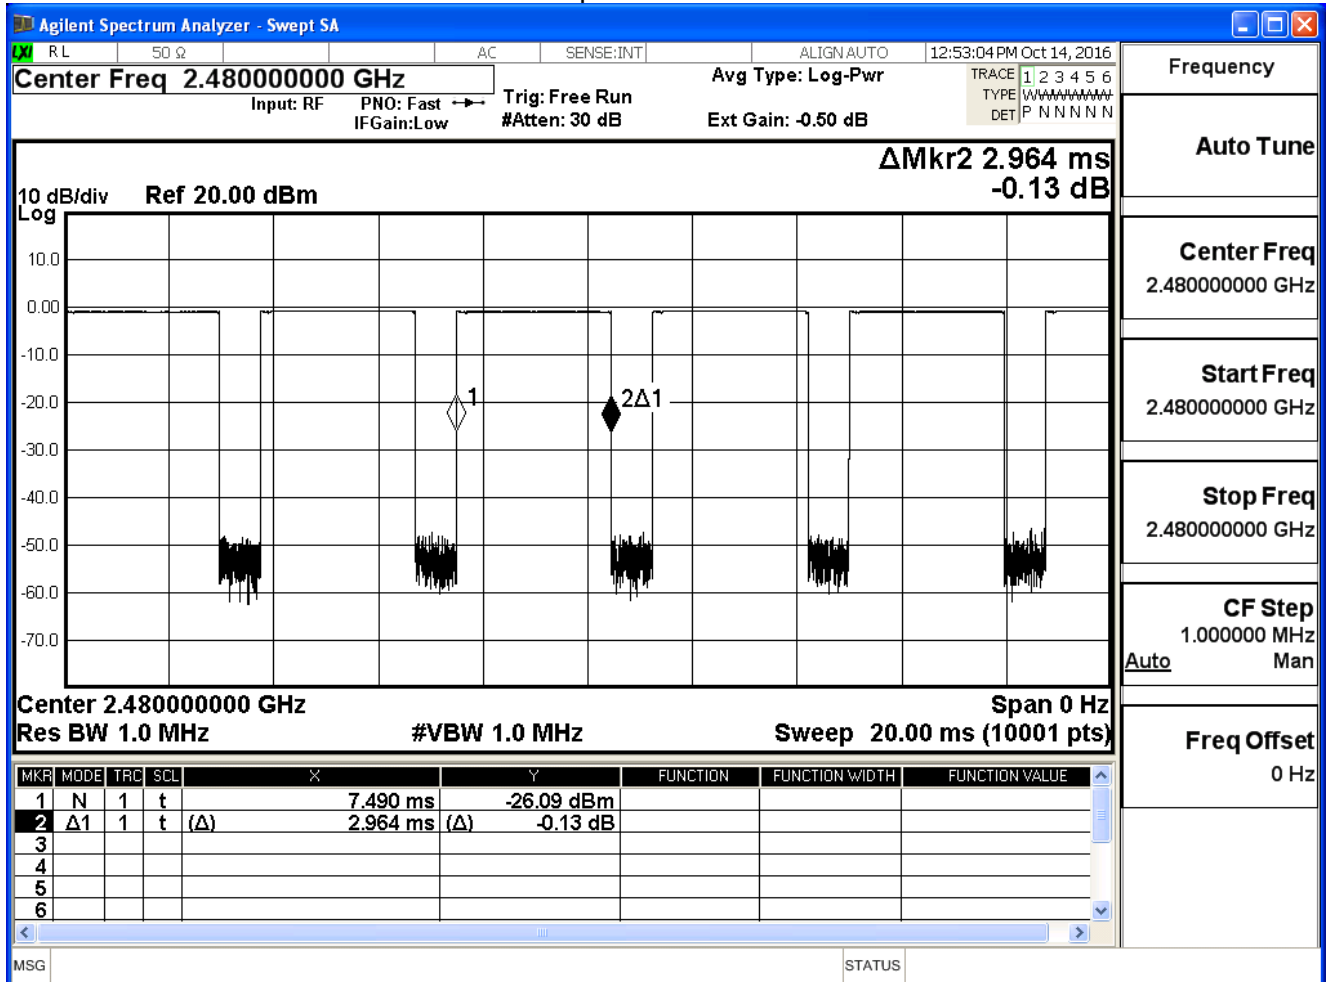 Agilent Spectrum Analyzer - Swept SA
LXI RL 50 Ω AC SENSE:INT ALIGN AUTO 12:53:04 PM Oct 14, 2016
Center Freq 2.480000000 GHz
Input: RF PNO: Fast IFGain:Low
Trig: Free Run
#Atten: 30 dB
Avg Type: Log-Pwr
Ext Gain: -0.50 dB
TRACE 1 2 3 4 5 6
TYPE WWWWWW
DET P N N N N N
ΔMkr2 2.964 ms
-0.13 dB
10 dB/div Ref 20.00 dBm
Log
10.0
0.00
-10.0
-20.0
-30.0
-40.0
-50.0
-60.0
-70.0
1
2Δ1
Center 2.480000000 GHz Span 0 Hz
Res BW 1.0 MHz #VBW 1.0 MHz Sweep 20.00 ms (10001 pts)
MKR MODE TRC SCL X Y FUNCTION FUNCTION WIDTH FUNCTION VALUE
1 N 1 t 7.490 ms -26.09 dBm
2 Δ1 1 t (Δ) 2.964 ms (Δ) -0.13 dB
3
4
5
6
MSG STATUS
Frequency
Auto Tune
Center Freq
2.480000000 GHz
Start Freq
2.480000000 GHz
Stop Freq
2.480000000 GHz
CF Step
1.000000 MHz
Auto Man
Freq Offset
0 Hz